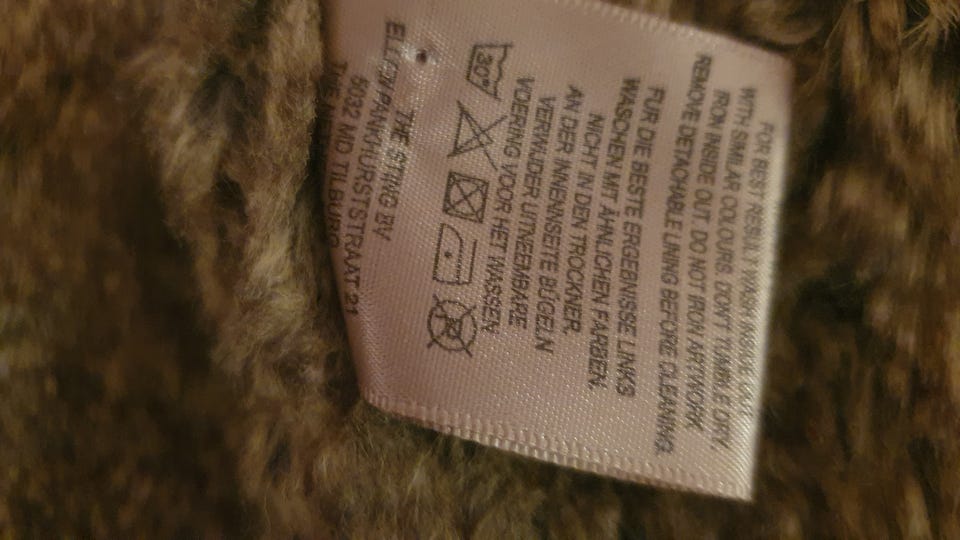 FOR BEST RESULT WASH
WITH SIMILAR COLOURS. DON'T TUMBLE DRY.
IRON INSIDE OUT. DO NOT IRON ARTWORK
REMOVE DETACHABLE LINING BEFORE CLEANING.
FÜR DIE BESTE ERGEBNISSE LINKS
WASCHEN MIT ÄHNLICHEN FARBEN.
NICHT IN DEN TROCKNER.
AN DER INNENSEITE BÜGELN
VERWIJDER UITNEEMBARE
VOERING VOOR HET WASSEN
30°
THE STING BV
ELLEN PANKHURSTSTRAAT 21
5032 MD TILBURG